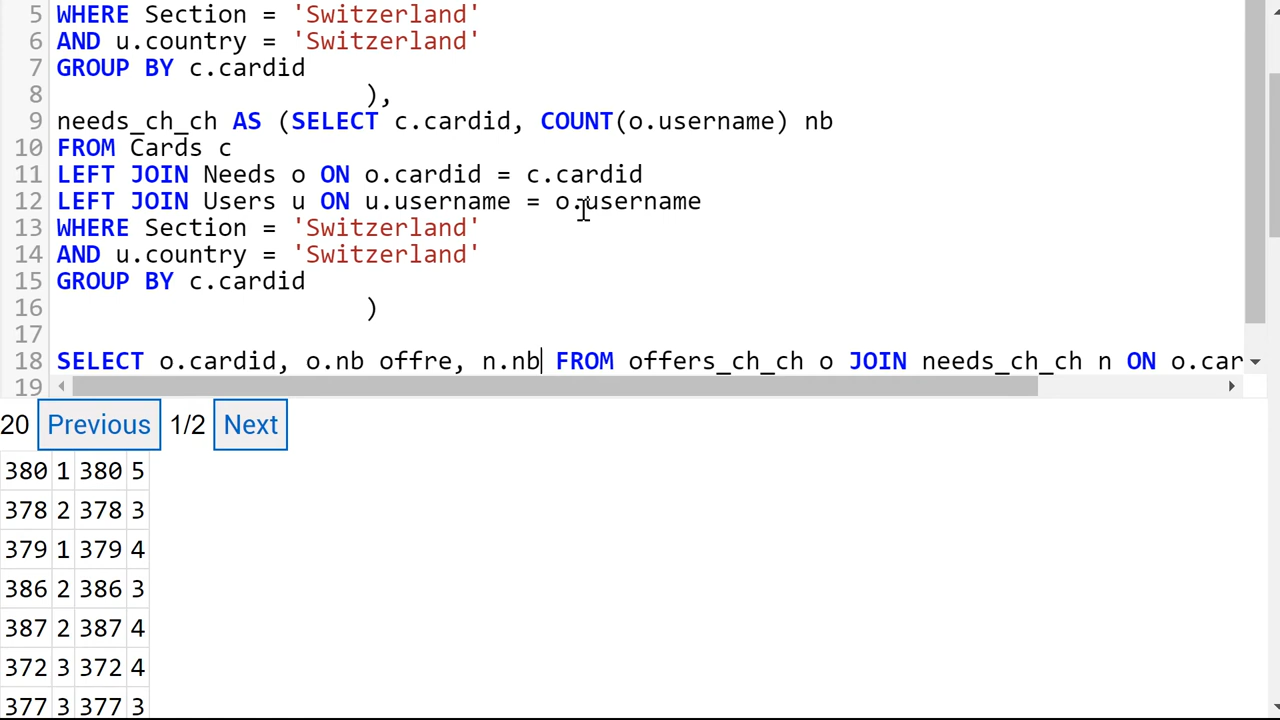 5 WHERE Section = 'Switzerland'
6 AND u.country = 'Switzerland'
7 GROUP BY c.cardid
8 ),
9 needs_ch_ch AS (SELECT c.cardid, COUNT(o.username) nb
10 FROM Cards c
11 LEFT JOIN Needs o ON o.cardid = c.cardid
12 LEFT JOIN Users u ON u.username = o.username
13 WHERE Section = 'Switzerland'
14 AND u.country = 'Switzerland'
15 GROUP BY c.cardid
16 )
17
18 SELECT o.cardid, o.nb offre, n.nb FROM offers_ch_ch o JOIN needs_ch_ch n ON o.car
19
20 Previous 1/2 Next
380 1 380 5
378 2 378 3
379 1 379 4
386 2 386 3
387 2 387 4
372 3 372 4
377 3 377 3